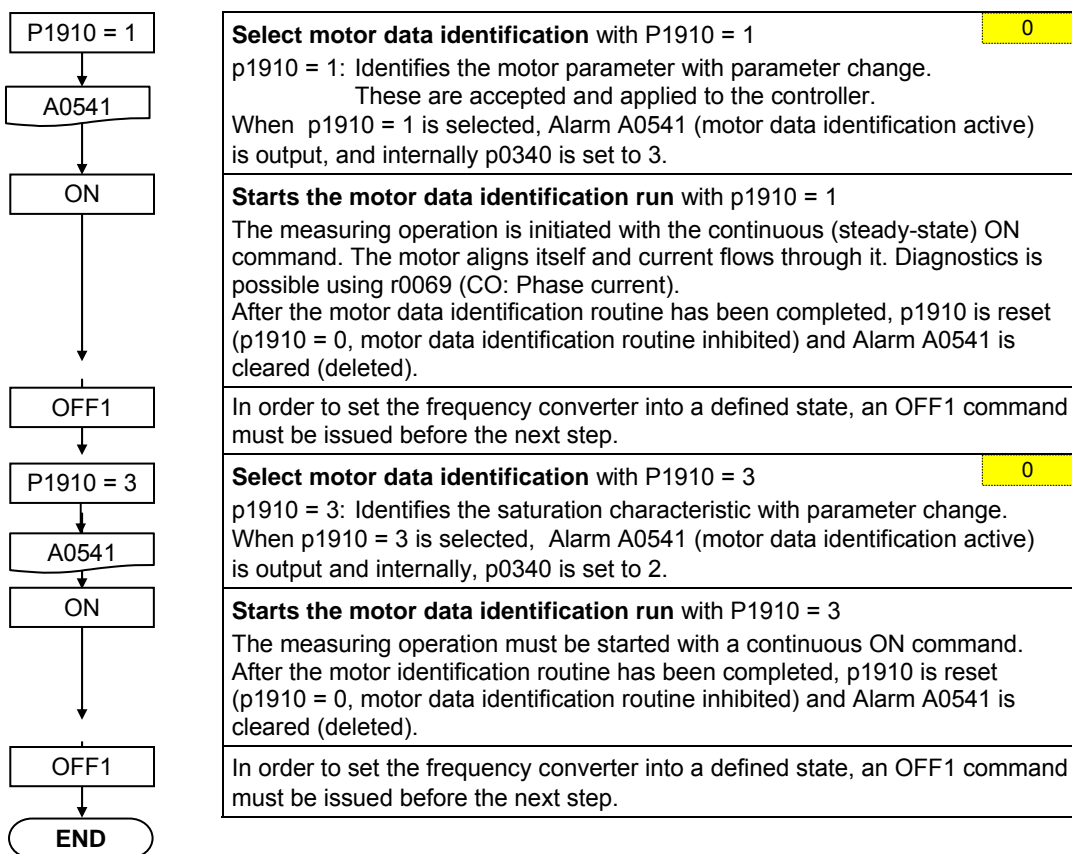 P1910 = 1
Select motor data identification with P1910 = 1
0
p1910 = 1: Identifies the motor parameter with parameter change.
These are accepted and applied to the controller.
A0541
When p1910 = 1 is selected, Alarm A0541 (motor data identification active)
is output, and internally p0340 is set to 3.
ON
Starts the motor data identification run with p1910 = 1
The measuring operation is initiated with the continuous (steady-state) ON
command. The motor aligns itself and current flows through it. Diagnostics is
possible using r0069 (CO: Phase current).
After the motor data identification routine has been completed, p1910 is reset
(p1910 = 0, motor data identification routine inhibited) and Alarm A0541 is
cleared (deleted).
OFF1
In order to set the frequency converter into a defined state, an OFF1 command
must be issued before the next step.
P1910 = 3
Select motor data identification with P1910 = 3
0
p1910 = 3: Identifies the saturation characteristic with parameter change.
A0541
When p1910 = 3 is selected, Alarm A0541 (motor data identification active)
is output and internally, p0340 is set to 2.
ON
Starts the motor data identification run with P1910 = 3
The measuring operation must be started with a continuous ON command.
After the motor identification routine has been completed, p1910 is reset
(p1910 = 0, motor data identification routine inhibited) and Alarm A0541 is
cleared (deleted).
OFF1
In order to set the frequency converter into a defined state, an OFF1 command
must be issued before the next step.
END